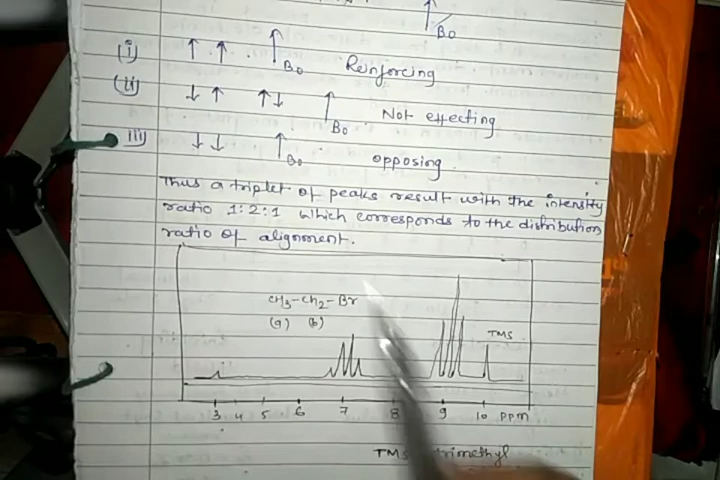 B₀
(i) ↑ ↑ ↑ B₀ Reinforcing
(ii) ↓ ↑ ↑ ↓ ↑ B₀ Not effecting
iii) ↓ ↓ ↑ B₀ opposing
Thus a triplet of peaks result with the intensity
ratio 1:2:1 which corresponds to the distribution
ratio of alignment.
CH₃-CH₂-Br
(a) (b)
TMS
3 4 5 6 7 8 9 10 PPM
TMS trimethyl